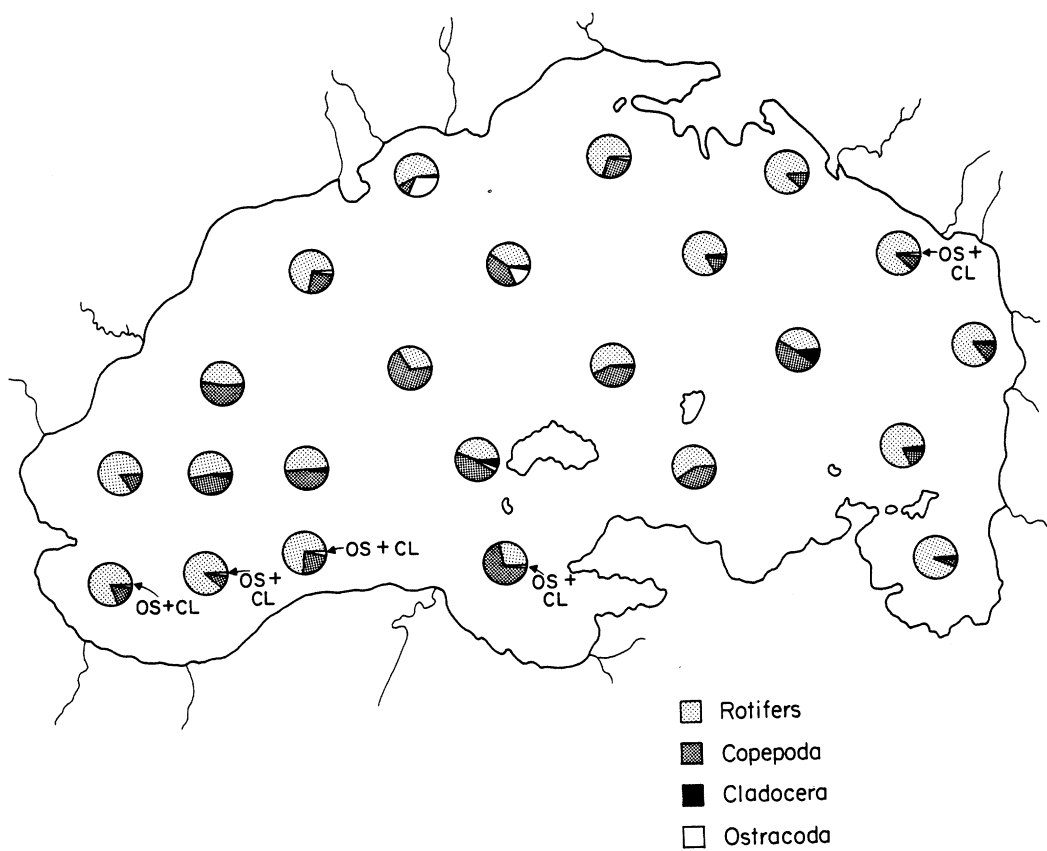 OS +
CL
OS + CL
OS +
CL
OS+CL
OS +
CL
Rotifers
Copepoda
Cladocera
Ostracoda